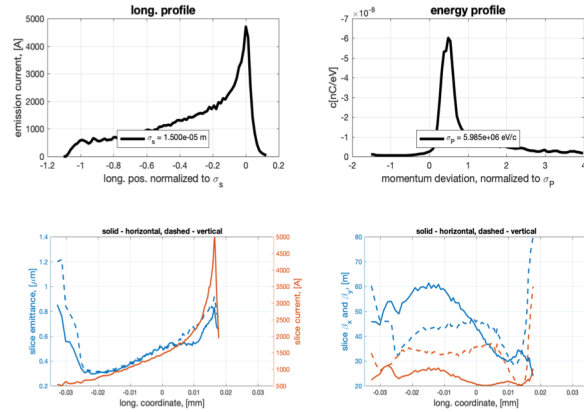 long. profile
5000
4000
3000
2000
1000
0
emission current, [A]
σs = 1.500e-05 m
-1.2 -1 -0.8 -0.6 -0.4 -0.2 0 0.2
long. pos. normalized to σs
energy profile
×10^-8
-7
-6
-5
-4
-3
-2
-1
0
c[nC/eV]
σP = 5.985e+06 eV/c
-2 -1 0 1 2 3 4
momentum deviation, normalized to σP
solid - horizontal, dashed - vertical
1.4
1.2
1
0.8
0.6
0.4
0.2
slice emittance, [μm]
5000
4500
4000
3500
3000
2500
2000
1500
1000
500
slice current, [A]
-0.03 -0.02 -0.01 0 0.01 0.02 0.03
long. coordinate, [mm]
solid - horizontal, dashed - vertical
80
70
60
50
40
30
20
slice βx and βy, [m]
-0.03 -0.02 -0.01 0 0.01 0.02 0.03
long. coordinate, [mm]